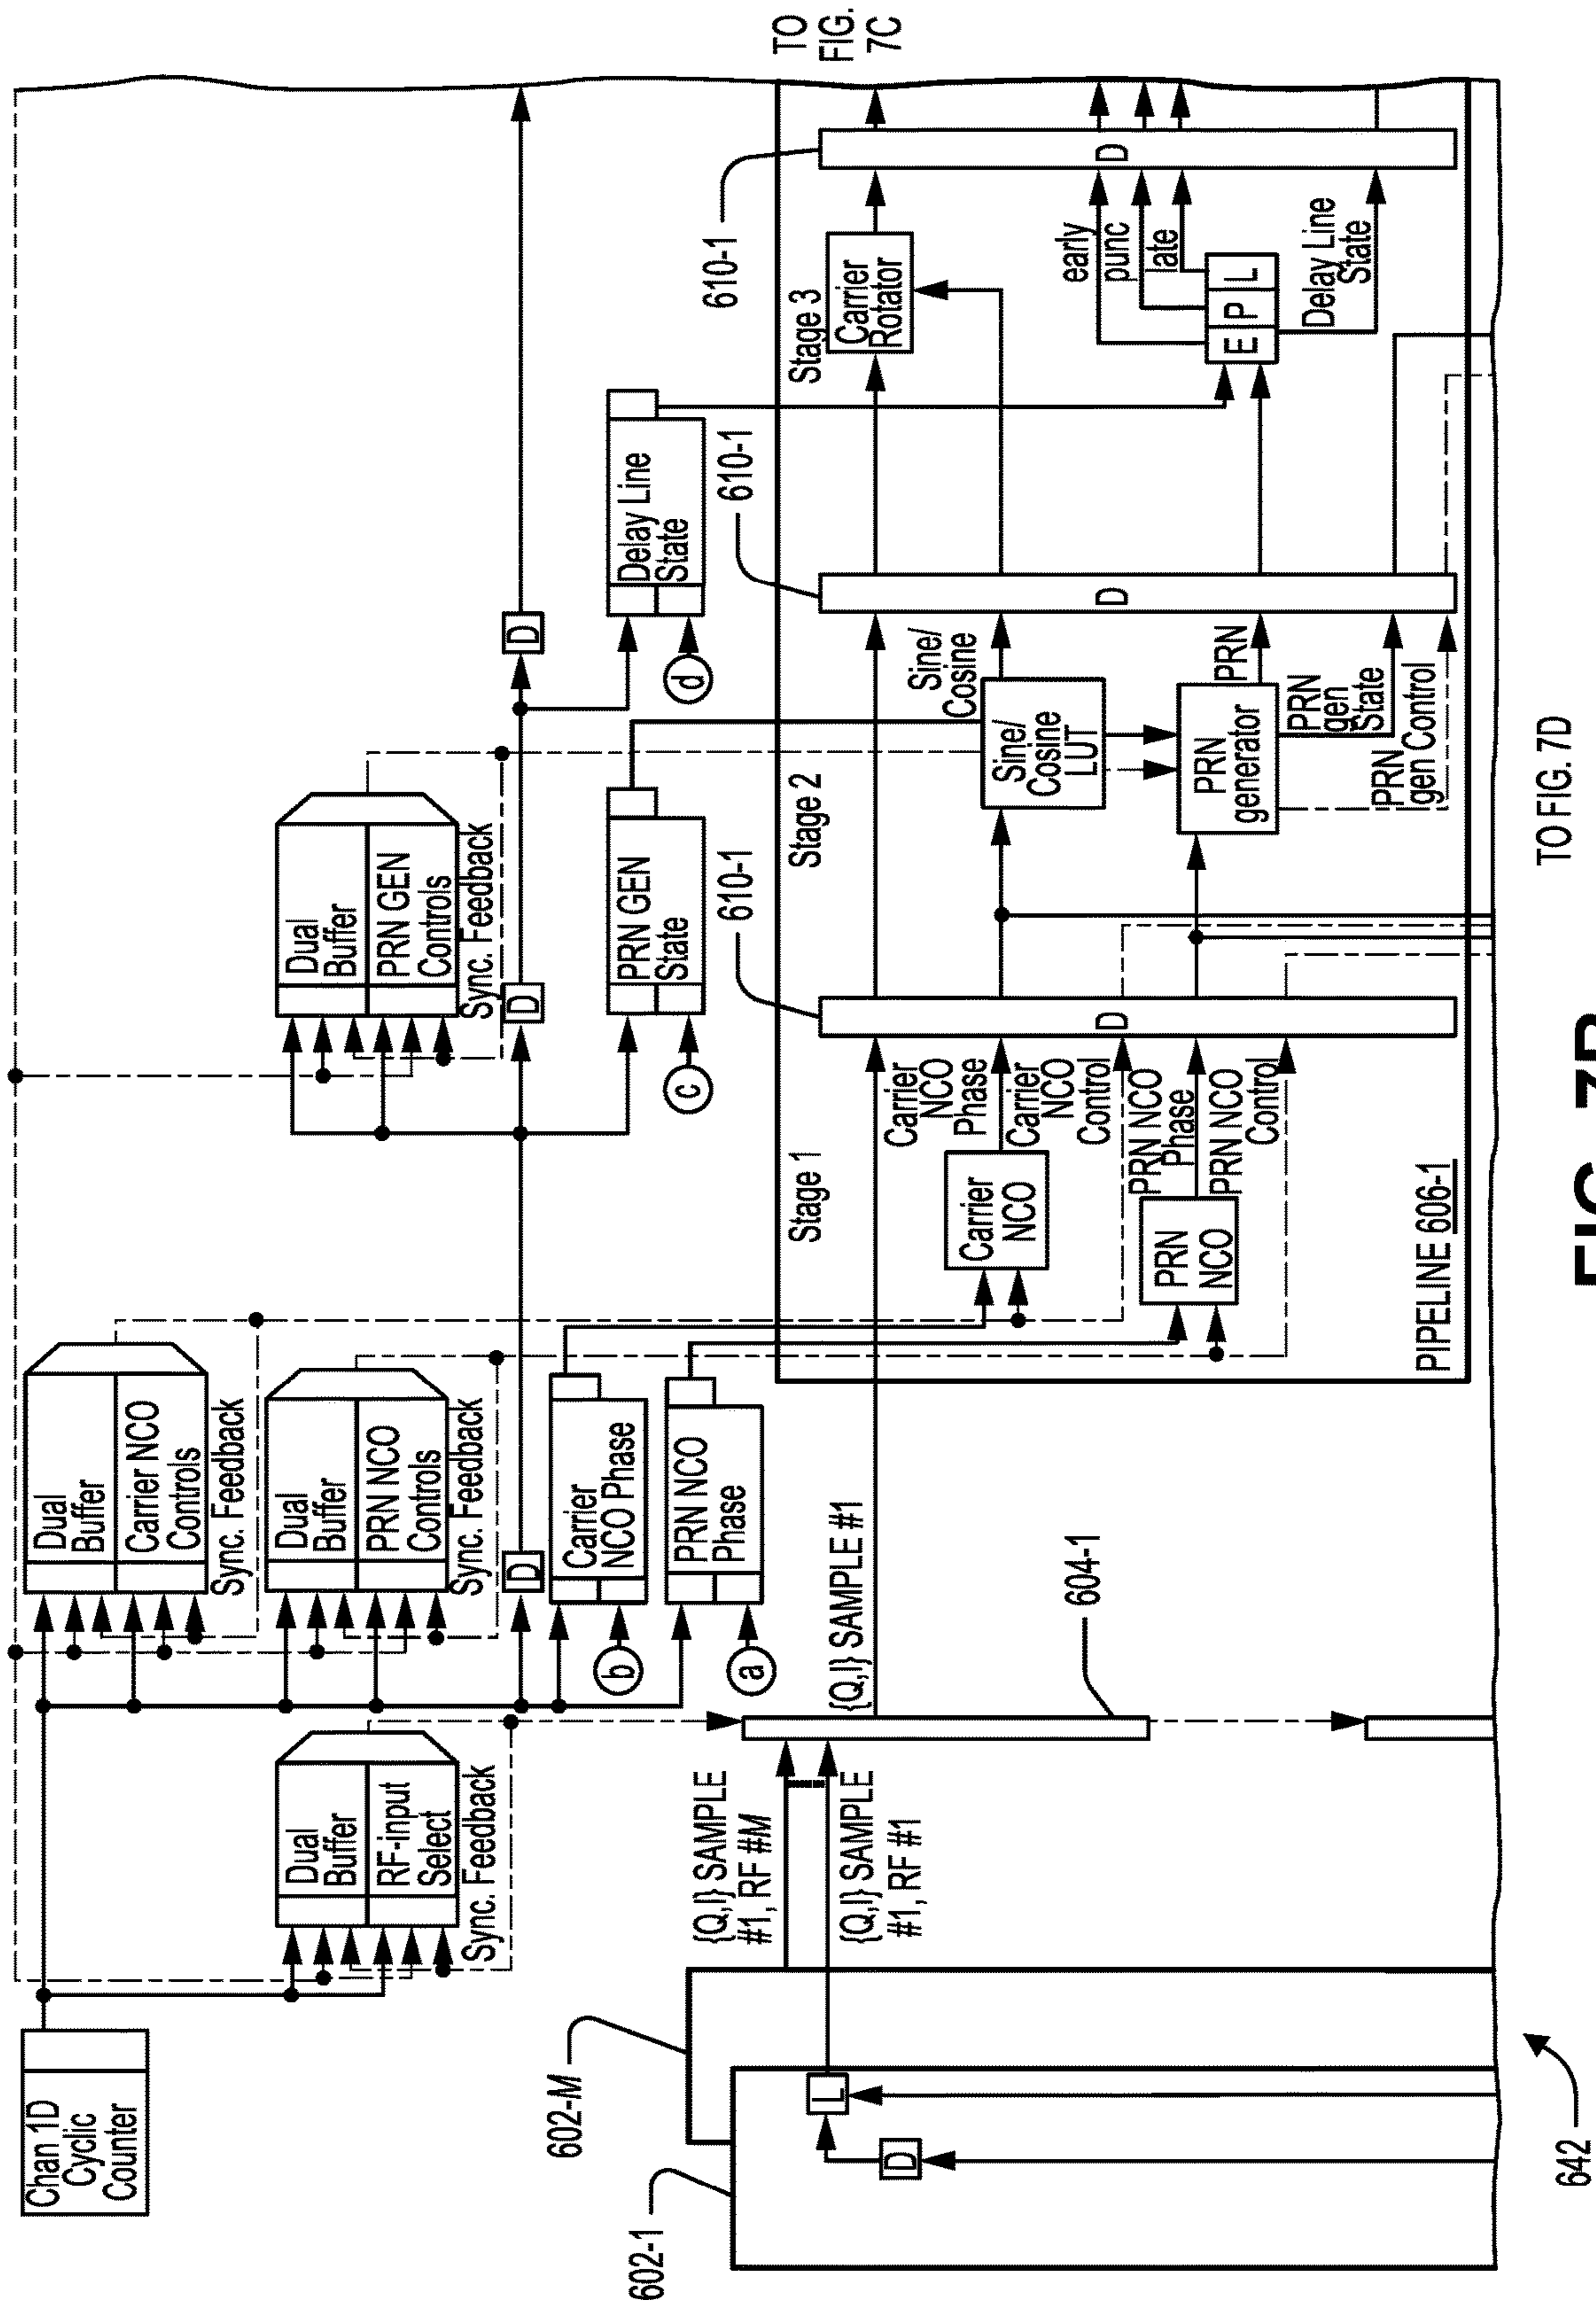 Chan 1D
Cyclic
Counter
Dual
Buffer
RF-input
Select
Sync. Feedback
Dual
Buffer
Carrier NCO
Controls
Sync. Feedback
Dual
Buffer
PRN NCO
Controls
Sync. Feedback
D
Carrier
NCO Phase
b
PRN NCO
Phase
a
Dual
Buffer
PRN GEN
Controls
Sync. Feedback
D
PRN GEN
State
c
D
Delay Line
State
d
602-1
602-M
D
L
{Q,I} SAMPLE
#1, RF #M
{Q,I} SAMPLE
#1, RF #1
604-1
{Q,I} SAMPLE #1
642
Stage 1
Carrier
NCO
PRN
NCO
Carrier
NCO
Phase
Carrier
NCO
Control
PRN NCO
Phase
PRN NCO
Control
PIPELINE 606-1
610-1
D
Stage 2
Sine/
Cosine
LUT
PRN
generator
Sine/
Cosine
PRN
PRN
gen
State
PRN
gen Control
610-1
D
Stage 3
Carrier
Rotator
E P L
early
punc
late
Delay Line
State
610-1
D
TO
FIG.
7C
TO FIG. 7D